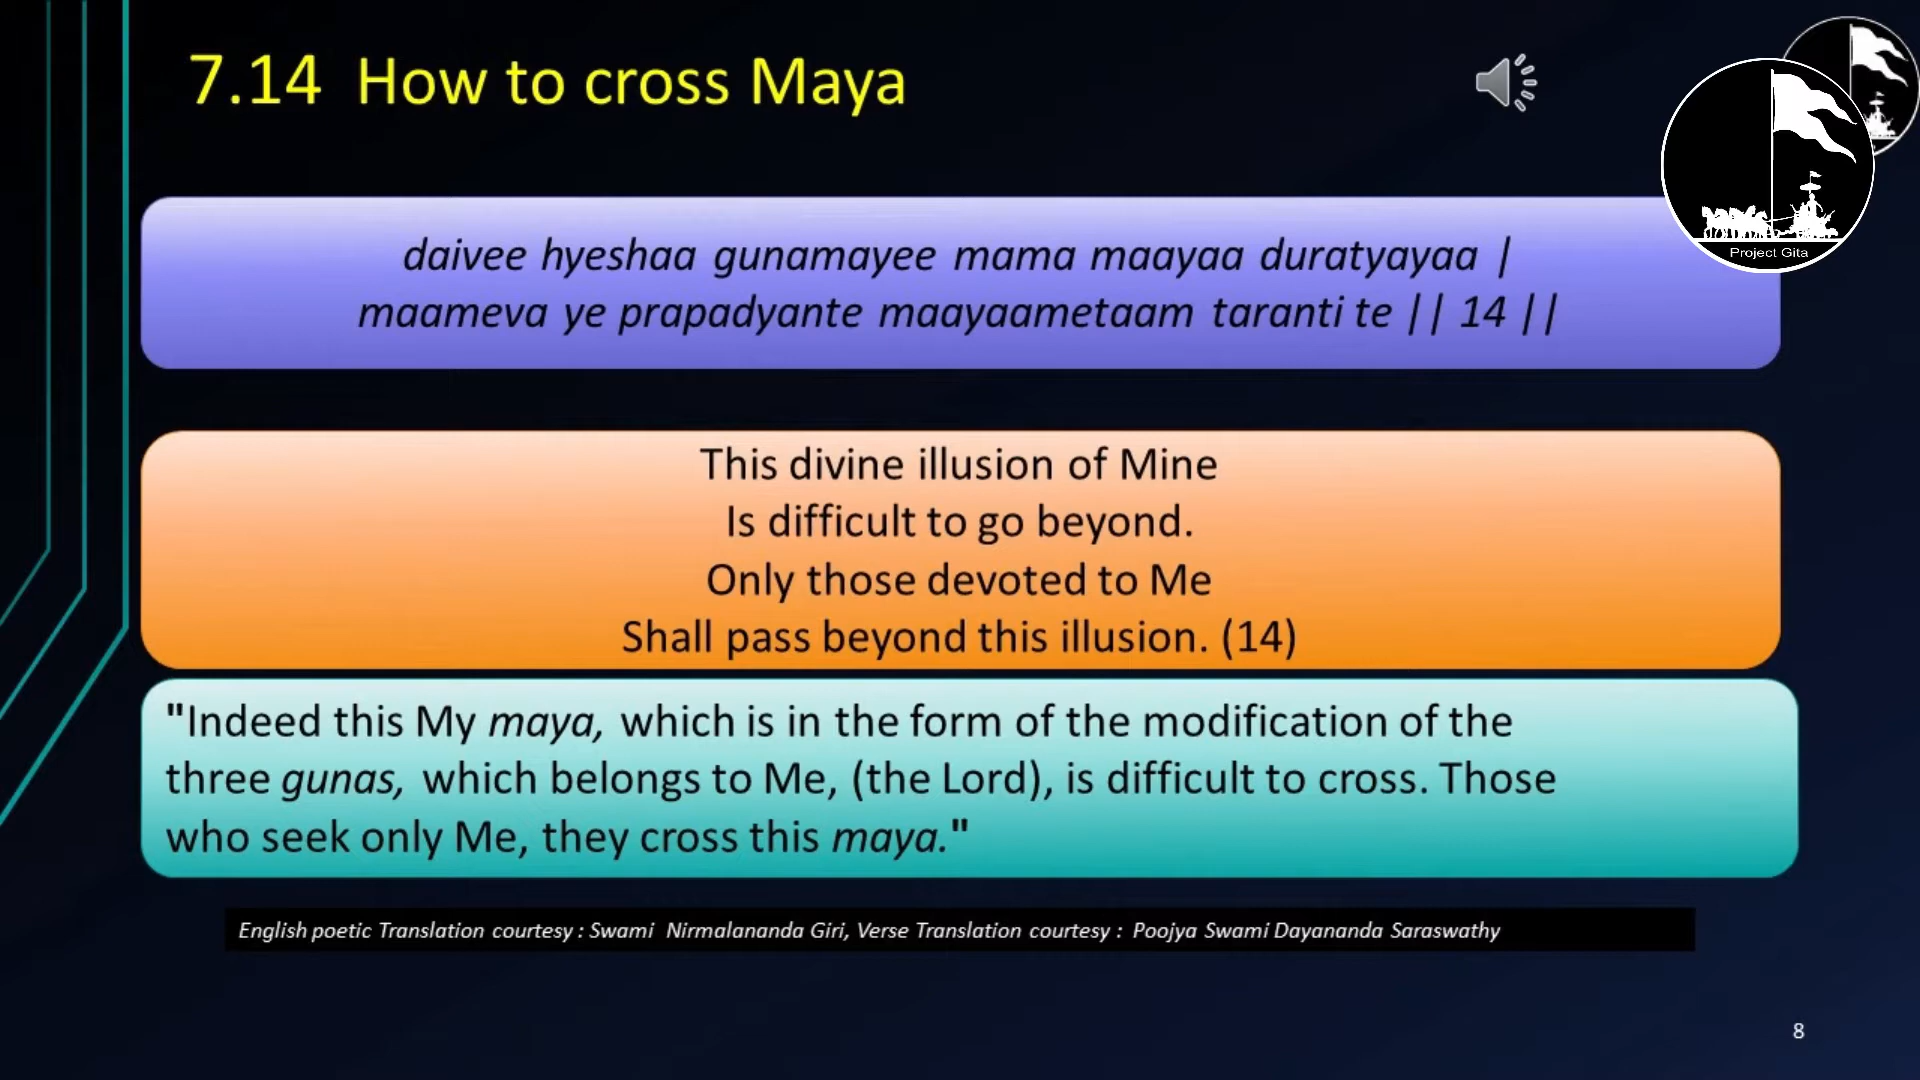 7.14 How to cross Maya
Project Gita
daivee hyeshaa gunamayee mama maayaa duratyayaa |
maameva ye prapadyante maayaametaam taranti te || 14 ||
This divine illusion of Mine
Is difficult to go beyond.
Only those devoted to Me
Shall pass beyond this illusion. (14)
"Indeed this My maya, which is in the form of the modification of the
three gunas, which belongs to Me, (the Lord), is difficult to cross. Those
who seek only Me, they cross this maya."
English poetic Translation courtesy : Swami Nirmalananda Giri, Verse Translation courtesy : Poojya Swami Dayananda Saraswathy
8